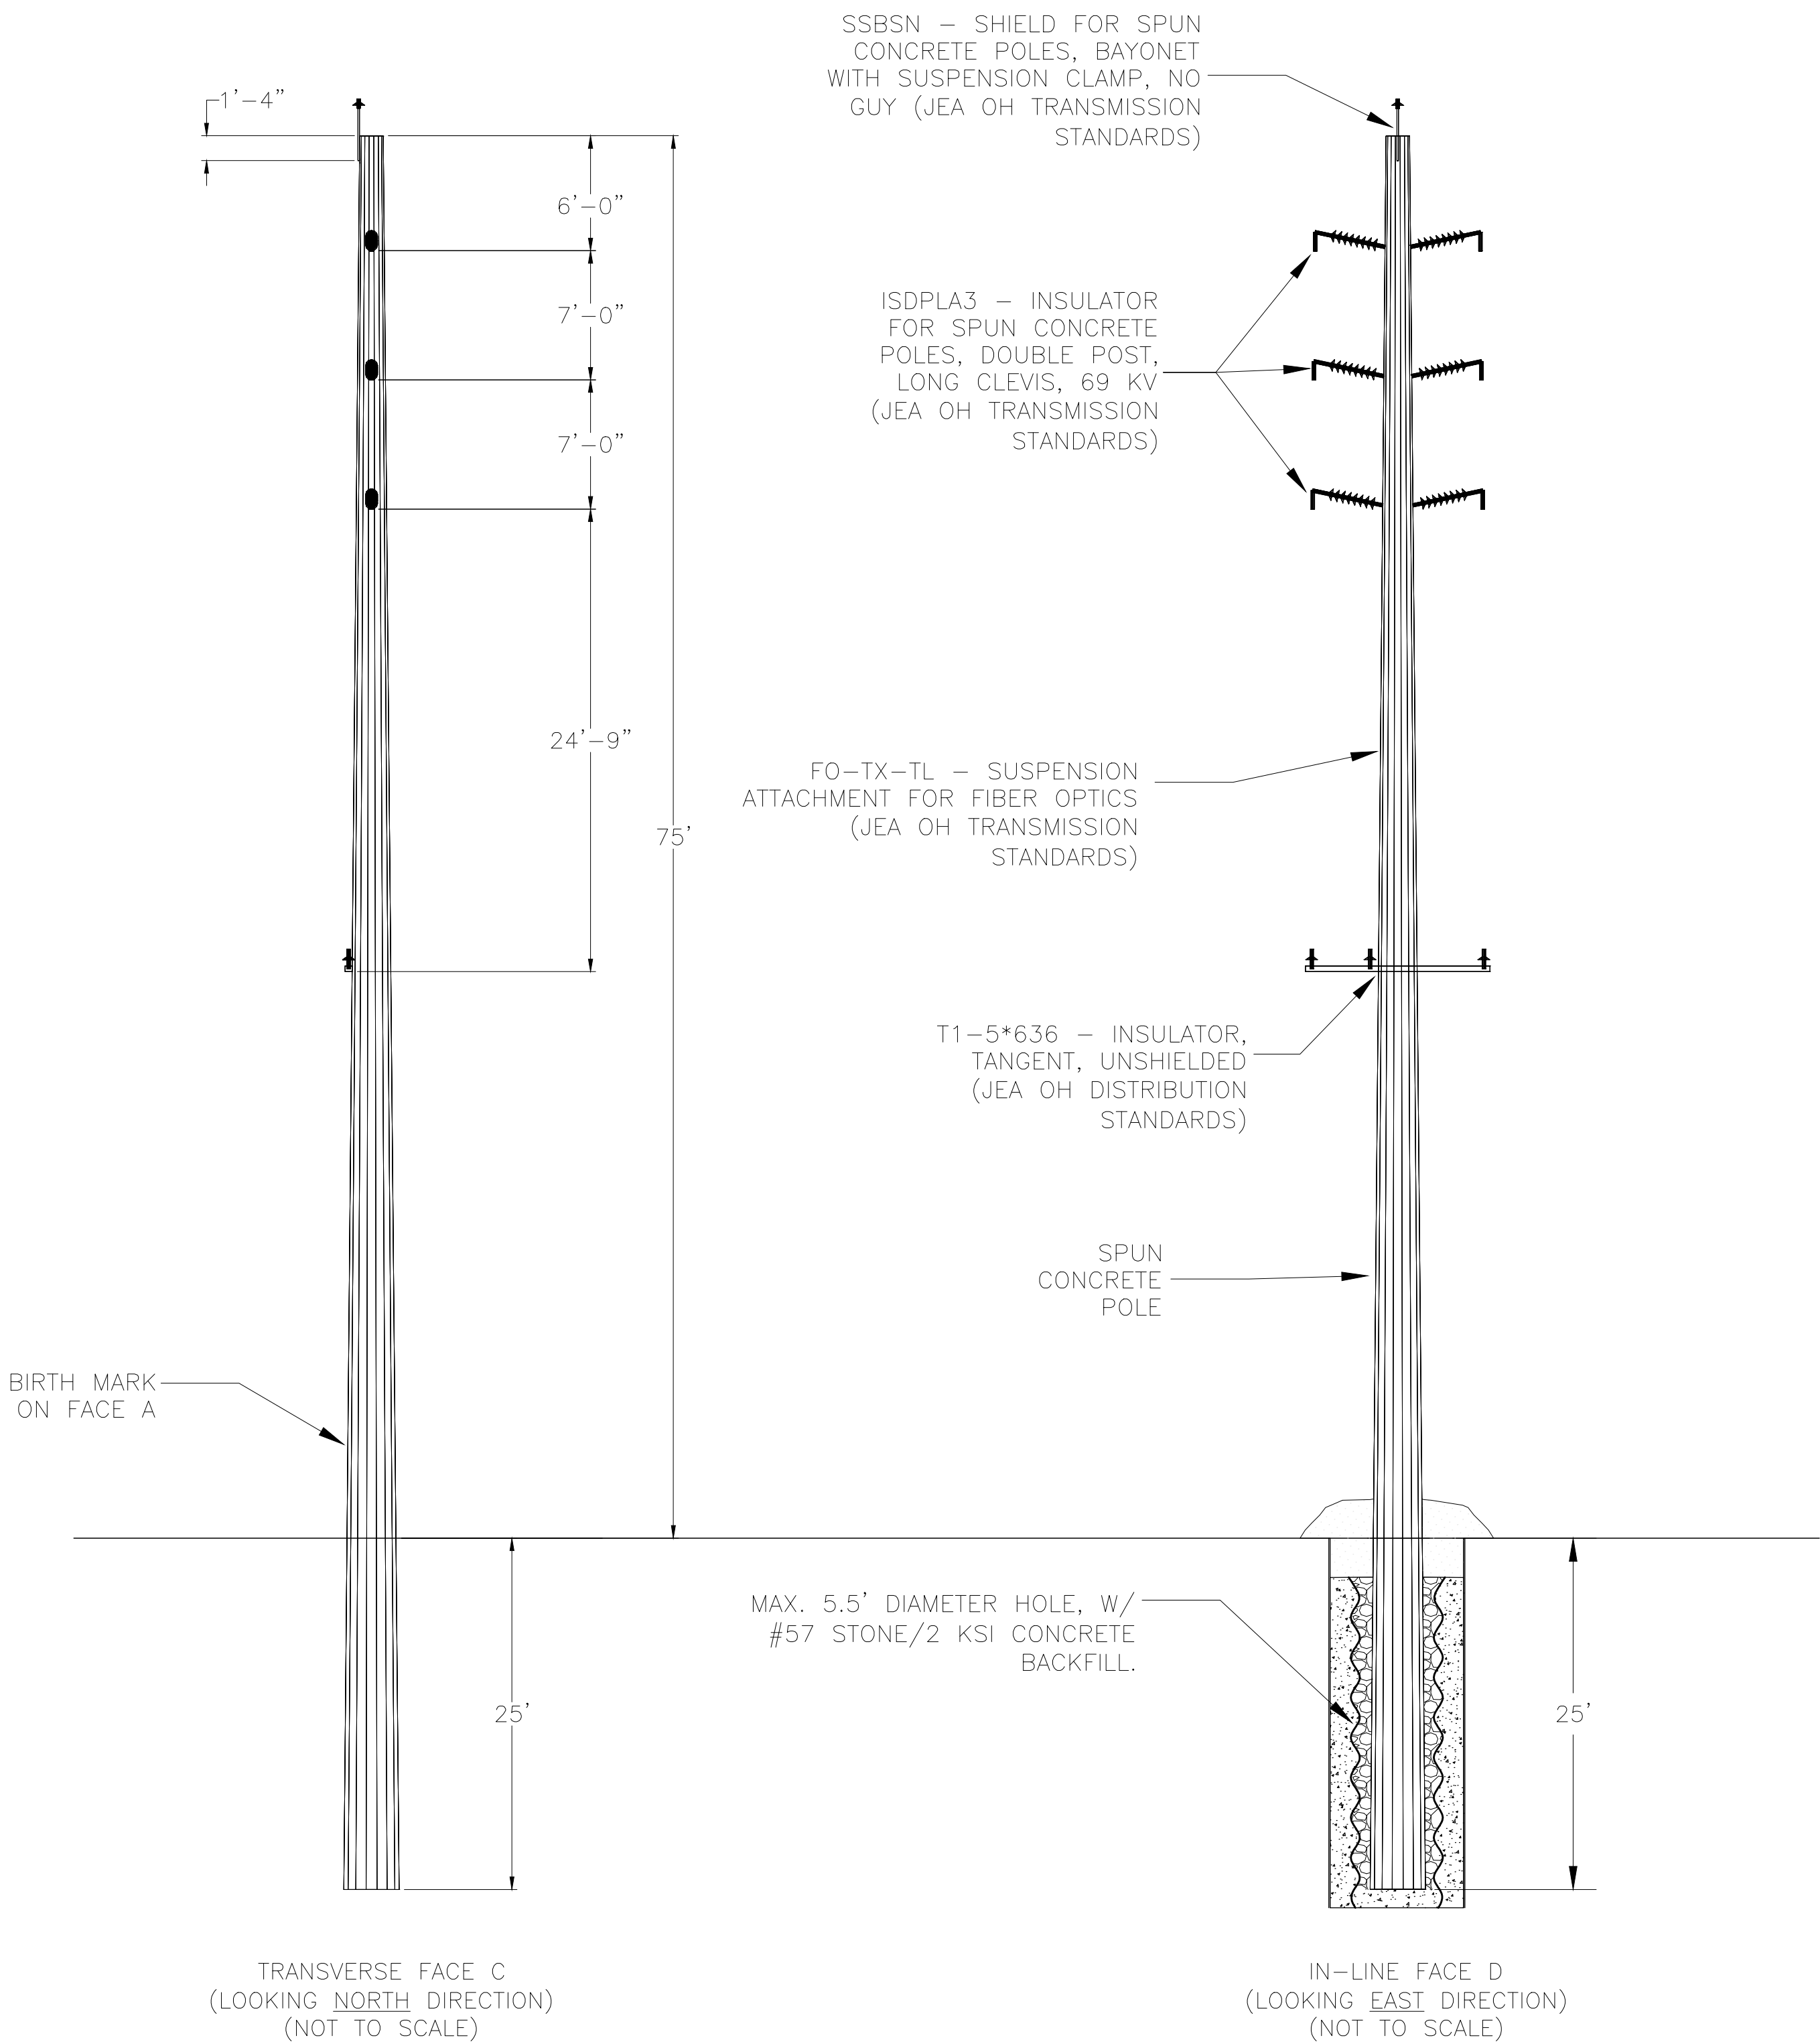 SSBSN – SHIELD FOR SPUN
CONCRETE POLES, BAYONET
WITH SUSPENSION CLAMP, NO
GUY (JEA OH TRANSMISSION
STANDARDS)
1'–4"
6'–0"
7'–0"
7'–0"
24'–9"
75'
ISDPLA3 – INSULATOR
FOR SPUN CONCRETE
POLES, DOUBLE POST,
LONG CLEVIS, 69 KV
(JEA OH TRANSMISSION
STANDARDS)
FO–TX–TL – SUSPENSION
ATTACHMENT FOR FIBER OPTICS
(JEA OH TRANSMISSION
STANDARDS)
T1–5*636 – INSULATOR,
TANGENT, UNSHIELDED
(JEA OH DISTRIBUTION
STANDARDS)
SPUN
CONCRETE
POLE
BIRTH MARK
ON FACE A
MAX. 5.5' DIAMETER HOLE, W/
#57 STONE/2 KSI CONCRETE
BACKFILL.
25'
25'
TRANSVERSE FACE C
(LOOKING NORTH DIRECTION)
(NOT TO SCALE)
IN–LINE FACE D
(LOOKING EAST DIRECTION)
(NOT TO SCALE)